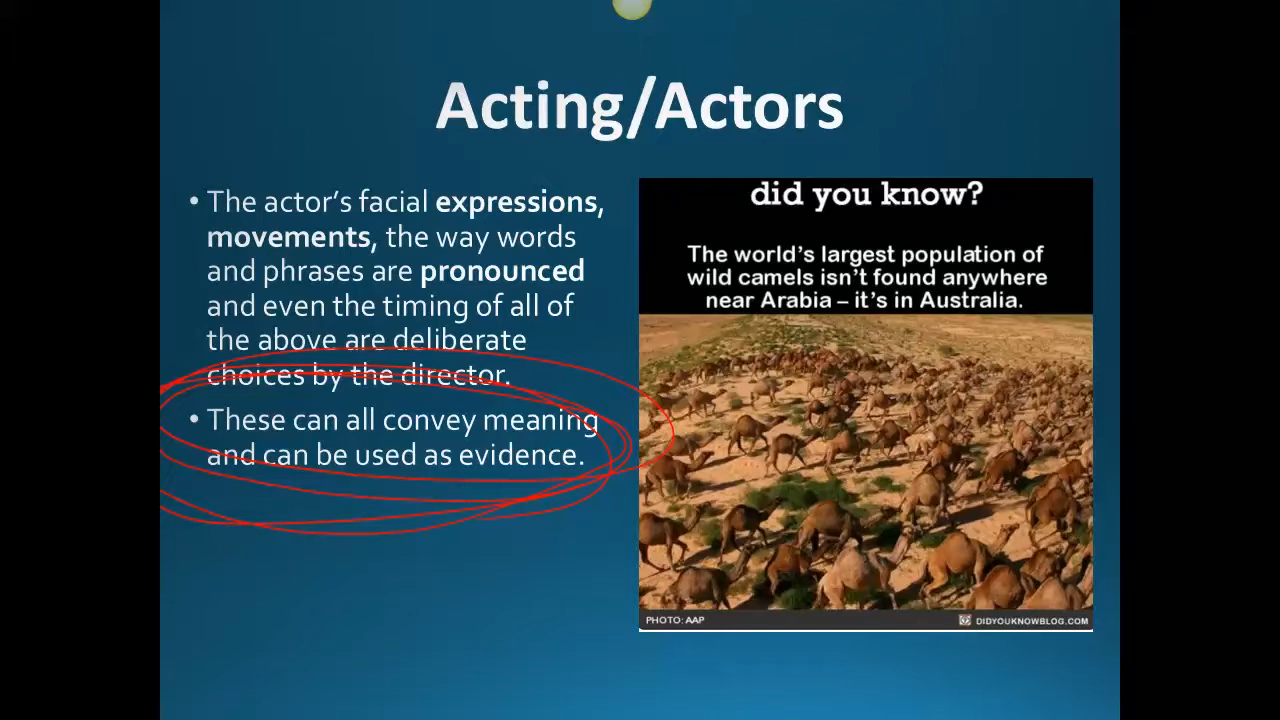 Acting/Actors
• The actor’s facial expressions,
movements, the way words
and phrases are pronounced
and even the timing of all of
the above are deliberate
choices by the director.
• These can all convey meaning
and can be used as evidence.
did you know?
The world's largest population of
wild camels isn't found anywhere
near Arabia – it's in Australia.
PHOTO: AAP
DIDYOUKNOWBLOG.COM